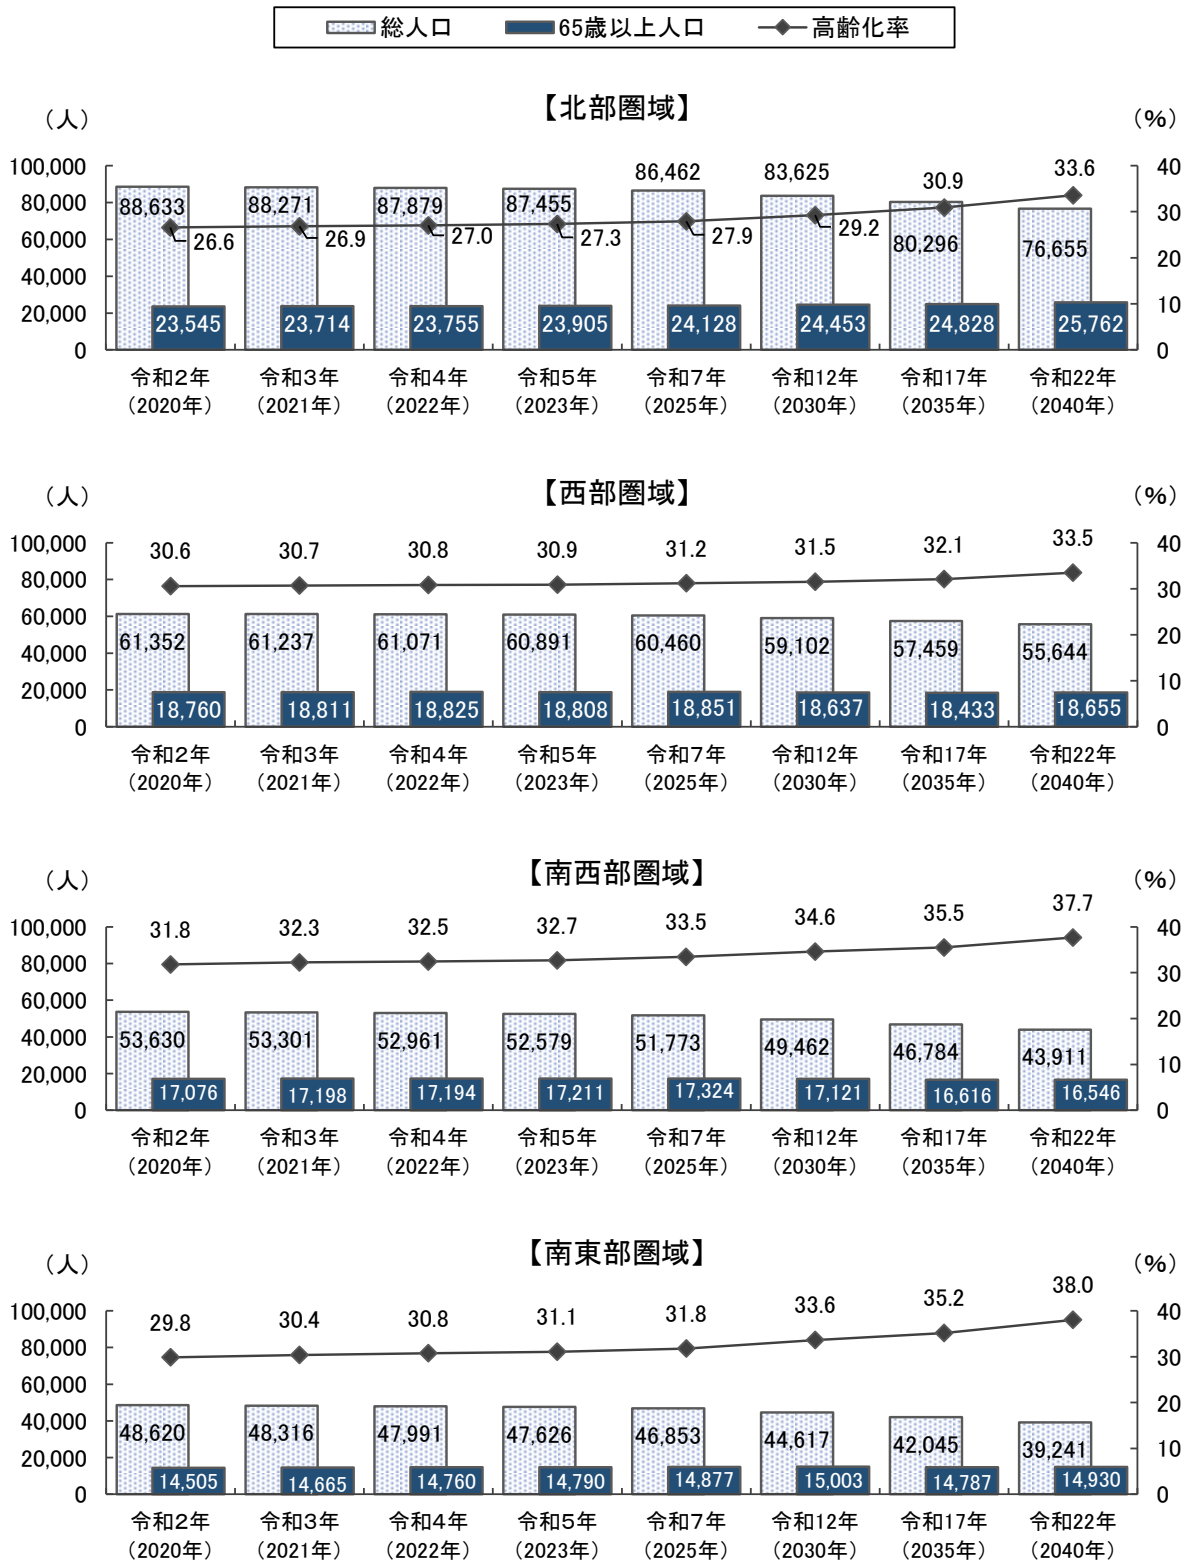 総人口 65歳以上人口 高齢化率
【北部圏域】
（人） （％）
100,000 80,000 60,000 40,000 20,000 0
88,633 88,271 87,879 87,455 86,462 83,625 80,296 76,655
26.6 26.9 27.0 27.3 27.9 29.2 30.9 33.6
23,545 23,714 23,755 23,905 24,128 24,453 24,828 25,762
40 30 20 10 0
令和2年 令和3年 令和4年 令和5年 令和7年 令和12年 令和17年 令和22年
（2020年） （2021年） （2022年） （2023年） （2025年） （2030年） （2035年） （2040年）
【西部圏域】
（人） （％）
100,000 80,000 60,000 40,000 20,000 0
30.6 30.7 30.8 30.9 31.2 31.5 32.1 33.5
61,352 61,237 61,071 60,891 60,460 59,102 57,459 55,644
18,760 18,811 18,825 18,808 18,851 18,637 18,433 18,655
40 30 20 10 0
令和2年 令和3年 令和4年 令和5年 令和7年 令和12年 令和17年 令和22年
（2020年） （2021年） （2022年） （2023年） （2025年） （2030年） （2035年） （2040年）
【南西部圏域】
（人） （％）
100,000 80,000 60,000 40,000 20,000 0
31.8 32.3 32.5 32.7 33.5 34.6 35.5 37.7
53,630 53,301 52,961 52,579 51,773 49,462 46,784 43,911
17,076 17,198 17,194 17,211 17,324 17,121 16,616 16,546
40 30 20 10 0
令和2年 令和3年 令和4年 令和5年 令和7年 令和12年 令和17年 令和22年
（2020年） （2021年） （2022年） （2023年） （2025年） （2030年） （2035年） （2040年）
【南東部圏域】
（人） （％）
100,000 80,000 60,000 40,000 20,000 0
29.8 30.4 30.8 31.1 31.8 33.6 35.2 38.0
48,620 48,316 47,991 47,626 46,853 44,617 42,045 39,241
14,505 14,665 14,760 14,790 14,877 15,003 14,787 14,930
40 30 20 10 0
令和2年 令和3年 令和4年 令和5年 令和7年 令和12年 令和17年 令和22年
（2020年） （2021年） （2022年） （2023年） （2025年） （2030年） （2035年） （2040年）